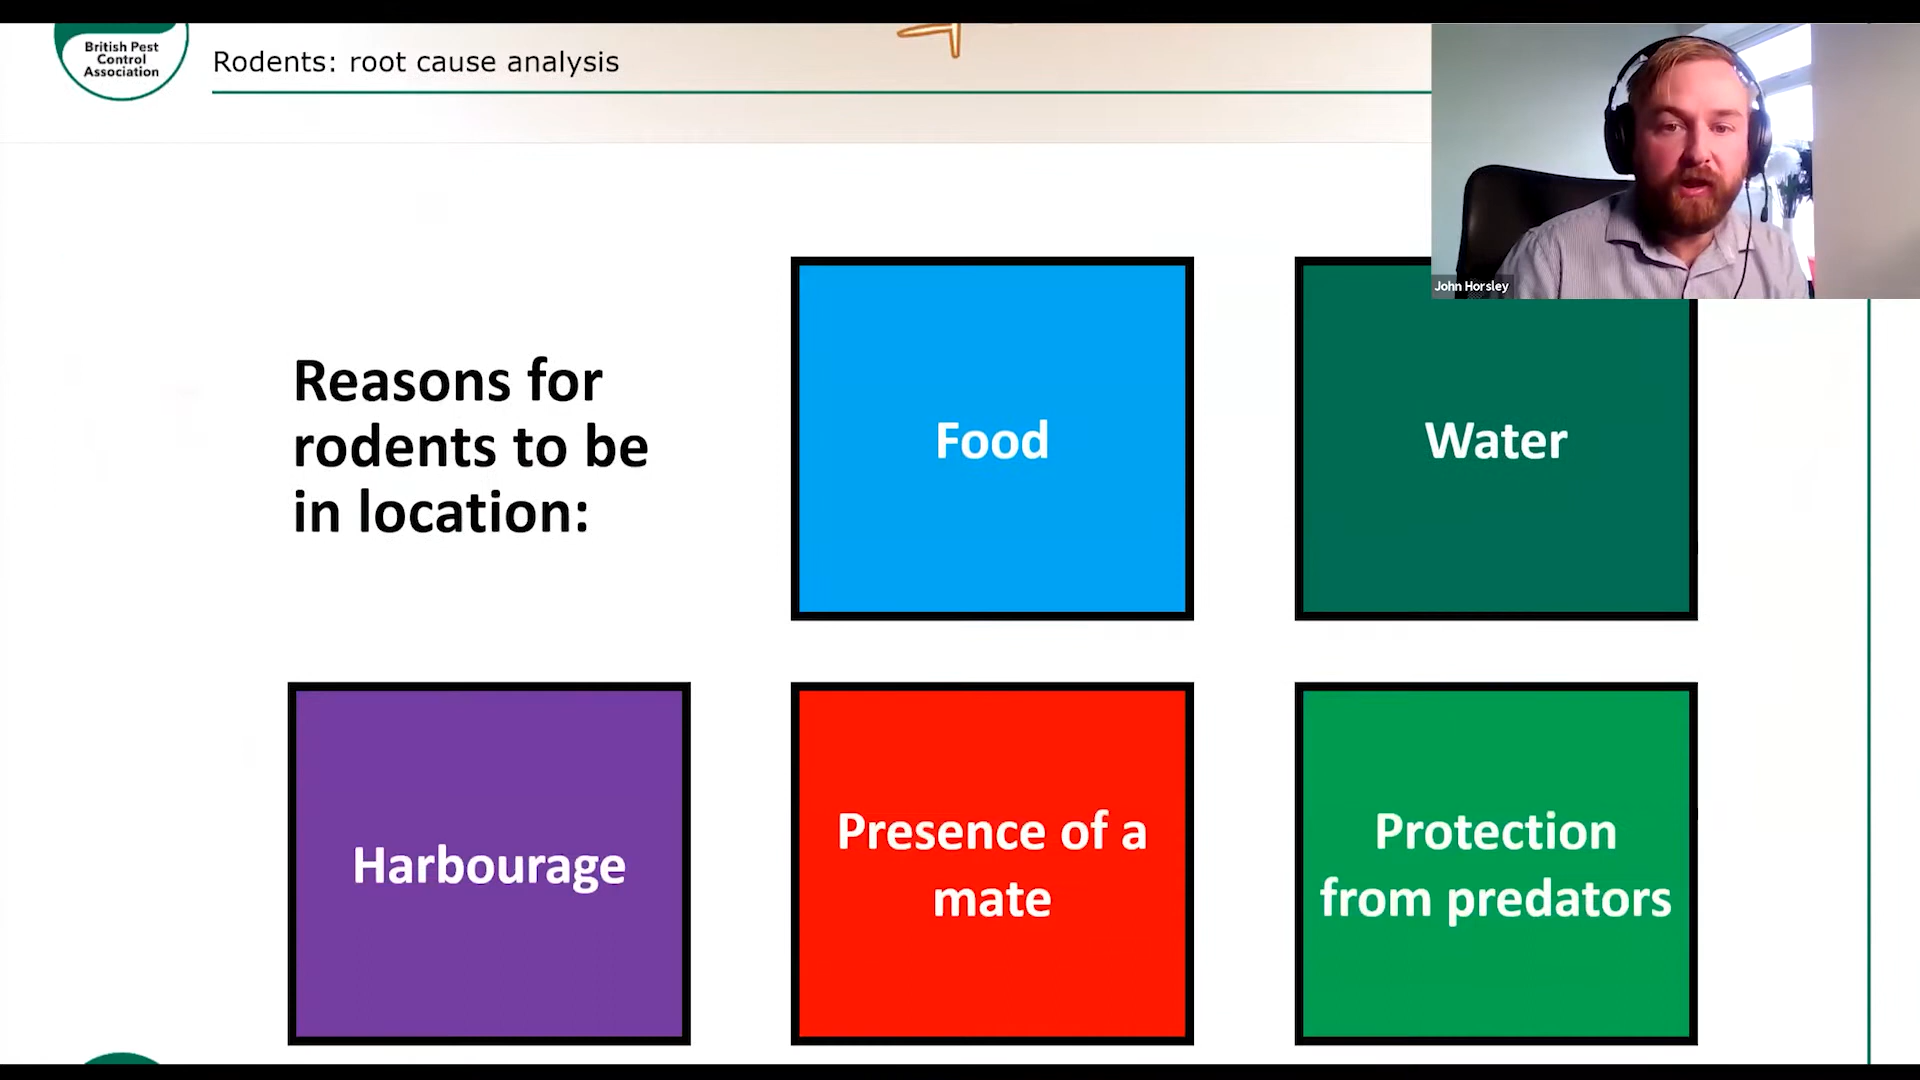 British Pest
Control
Association
Rodents: root cause analysis
John Horsley
Reasons for
rodents to be
in location:
Food
Water
Harbourage
Presence of a
mate
Protection
from predators